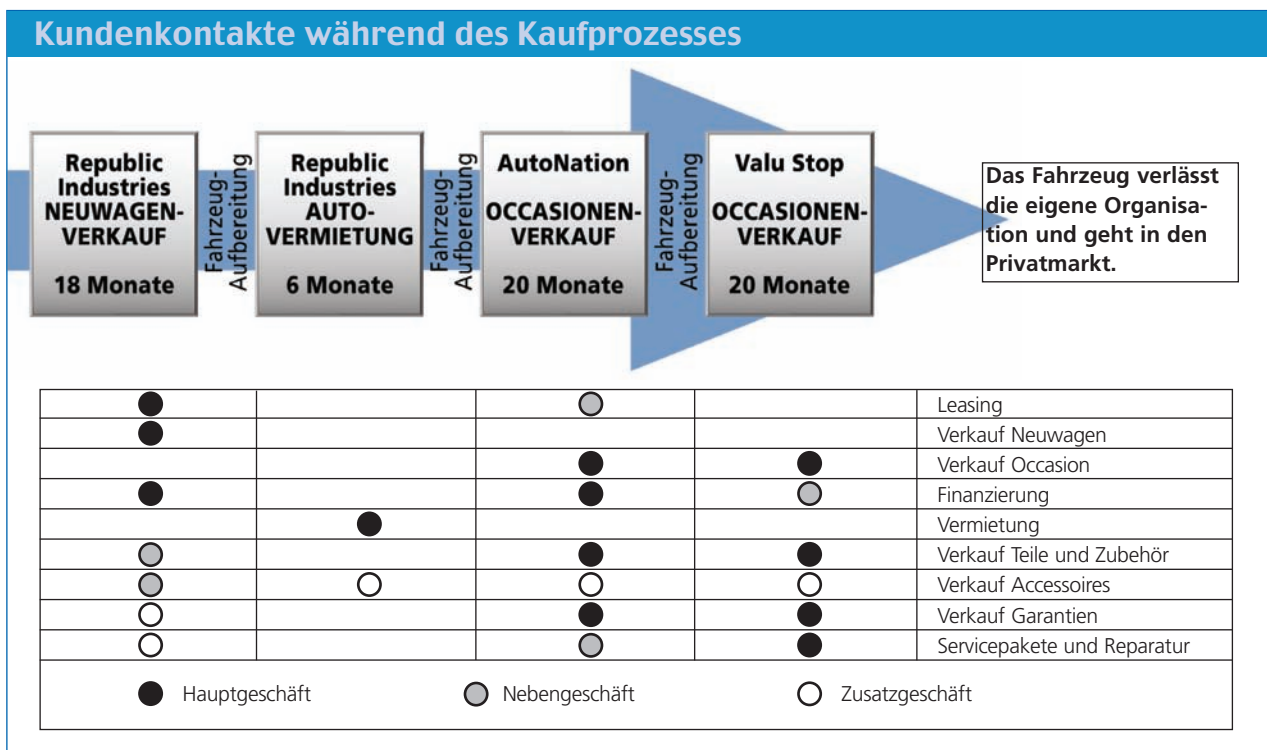 Kundenkontakte während des Kaufprozesses
Republic
Industries
NEUWAGEN-
VERKAUF
18 Monate
Fahrzeug-
Aufbereitung
Republic
Industries
AUTO-
VERMIETUNG
6 Monate
Fahrzeug-
Aufbereitung
AutoNation
OCCASIONEN-
VERKAUF
20 Monate
Fahrzeug-
Aufbereitung
Valu Stop
OCCASIONEN-
VERKAUF
20 Monate
Das Fahrzeug verlässt
die eigene Organisa-
tion und geht in den
Privatmarkt.
Leasing
Verkauf Neuwagen
Verkauf Occasion
Finanzierung
Vermietung
Verkauf Teile und Zubehör
Verkauf Accessoires
Verkauf Garantien
Servicepakete und Reparatur
Hauptgeschäft Nebengeschäft Zusatzgeschäft